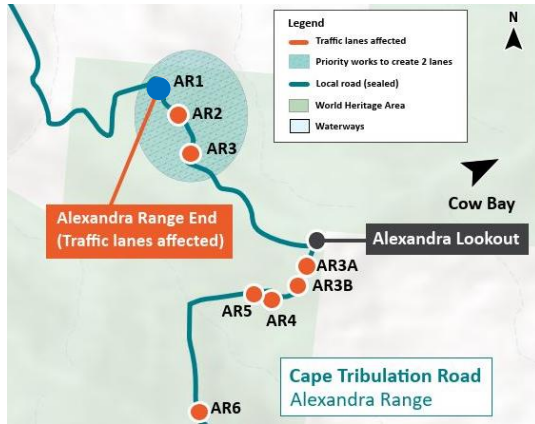 Legend
Traffic lanes affected
Priority works to create 2 lanes
Local road (sealed)
World Heritage Area
Waterways
N
AR1
AR2
AR3
Cow Bay
Alexandra Range End
(Traffic lanes affected)
Alexandra Lookout
AR3A
AR3B
AR5
AR4
Cape Tribulation Road
Alexandra Range
AR6